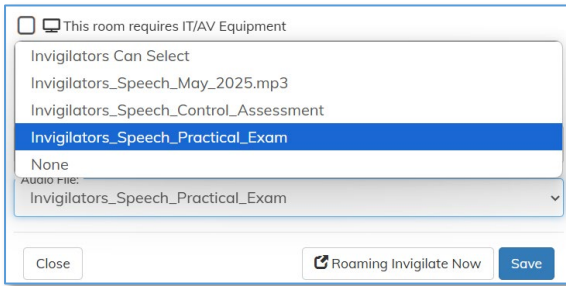 This room requires IT/AV Equipment
Invigilators Can Select
Invigilators_Speech_May_2025.mp3
Invigilators_Speech_Control_Assessment
Invigilators_Speech_Practical_Exam
None
Audio File:
Invigilators_Speech_Practical_Exam
Close
Roaming Invigilate Now
Save